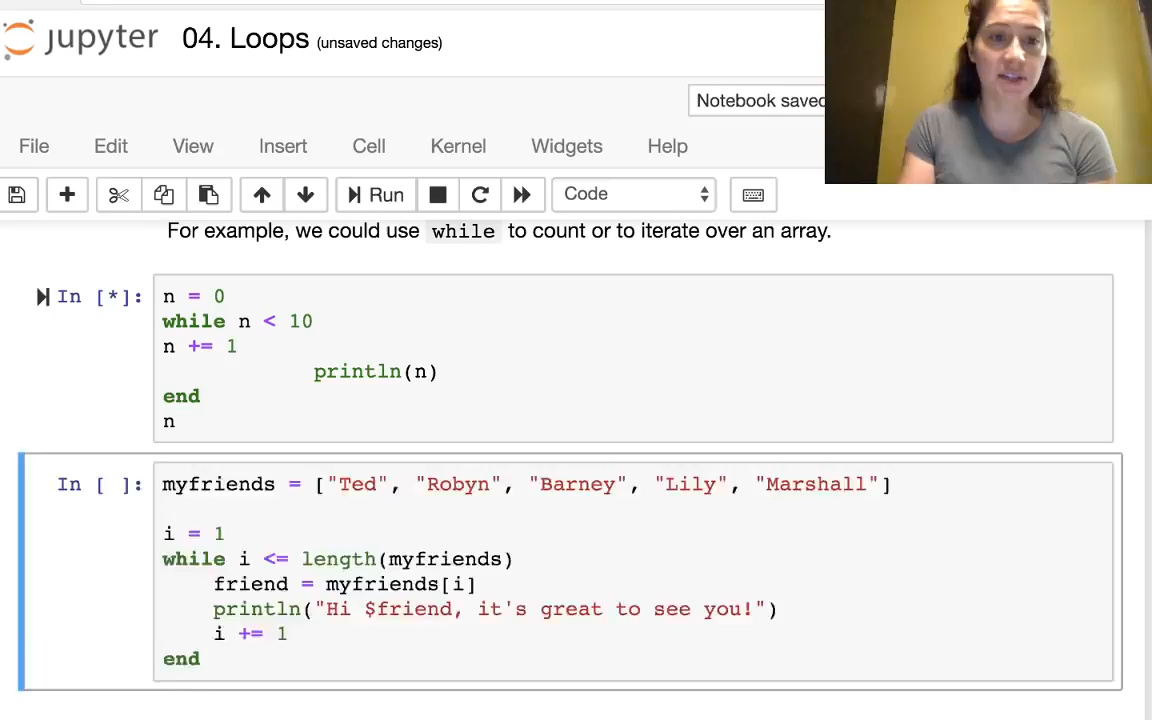 jupyter 04. Loops (unsaved changes)
Notebook saved
File Edit View Insert Cell Kernel Widgets Help
Run Code
For example, we could use while to count or to iterate over an array.
In [*]: n = 0
while n < 10
n += 1
println(n)
end
n
In [ ]: myfriends = ["Ted", "Robyn", "Barney", "Lily", "Marshall"]
i = 1
while i <= length(myfriends)
friend = myfriends[i]
println("Hi $friend, it's great to see you!")
i += 1
end